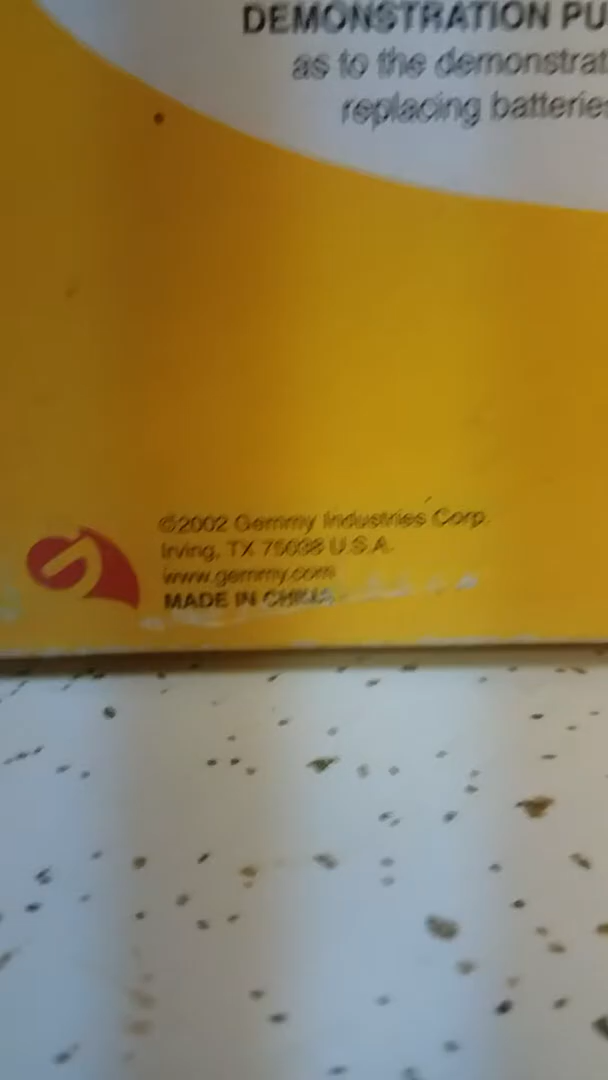 DEMONSTRATION PU
as to the demonstrat
replacing batteries
©2002 Gemmy Industries Corp.
Irving, TX 75038 U.S.A.
www.gemmy.com
MADE IN CHINA